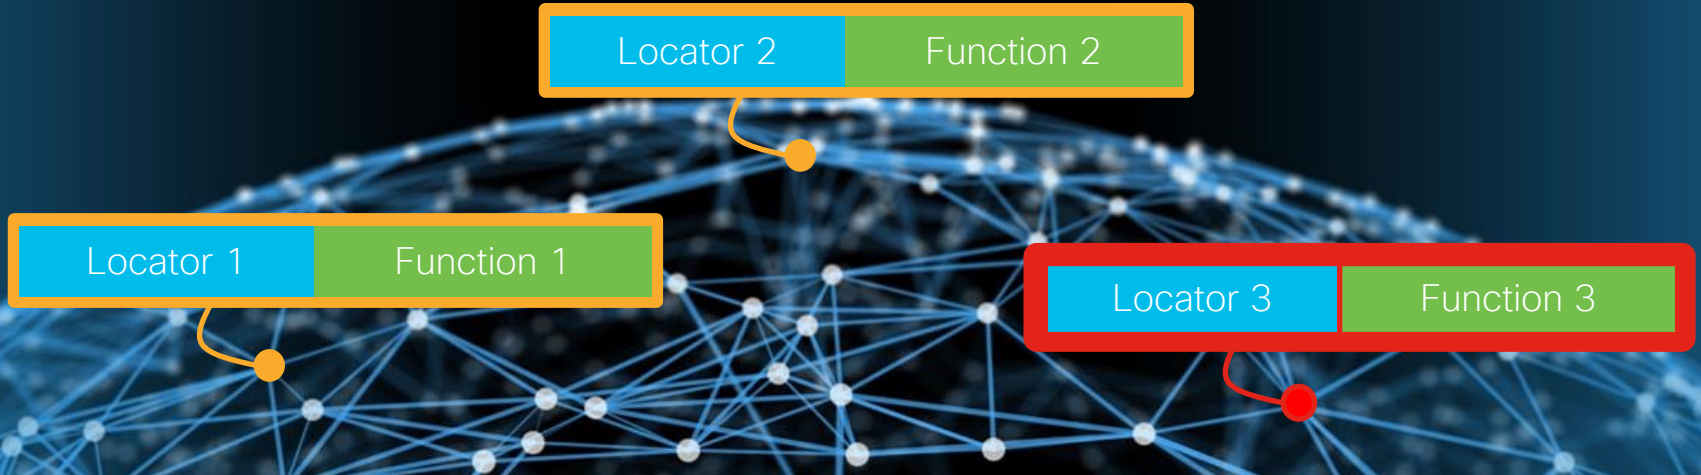 Locator 2 Function 2
Locator 1 Function 1
Locator 3 Function 3